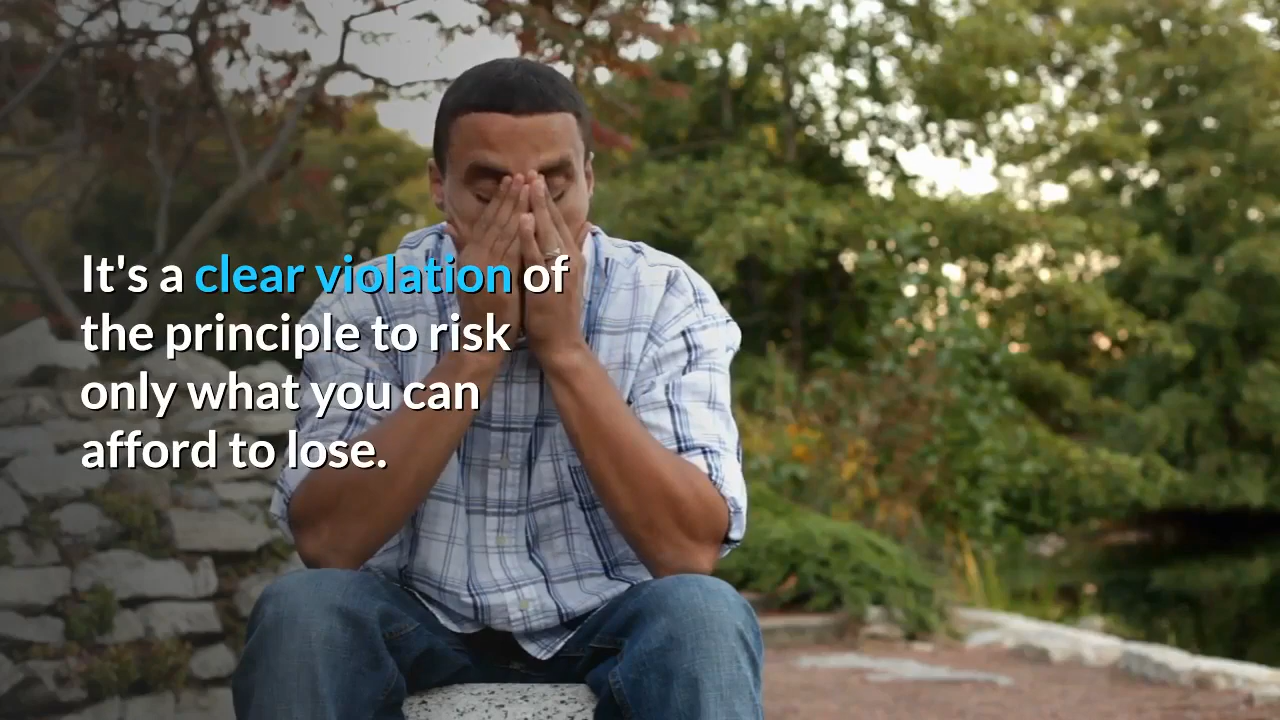 It's a clear violation of
the principle to risk
only what you can
afford to lose.